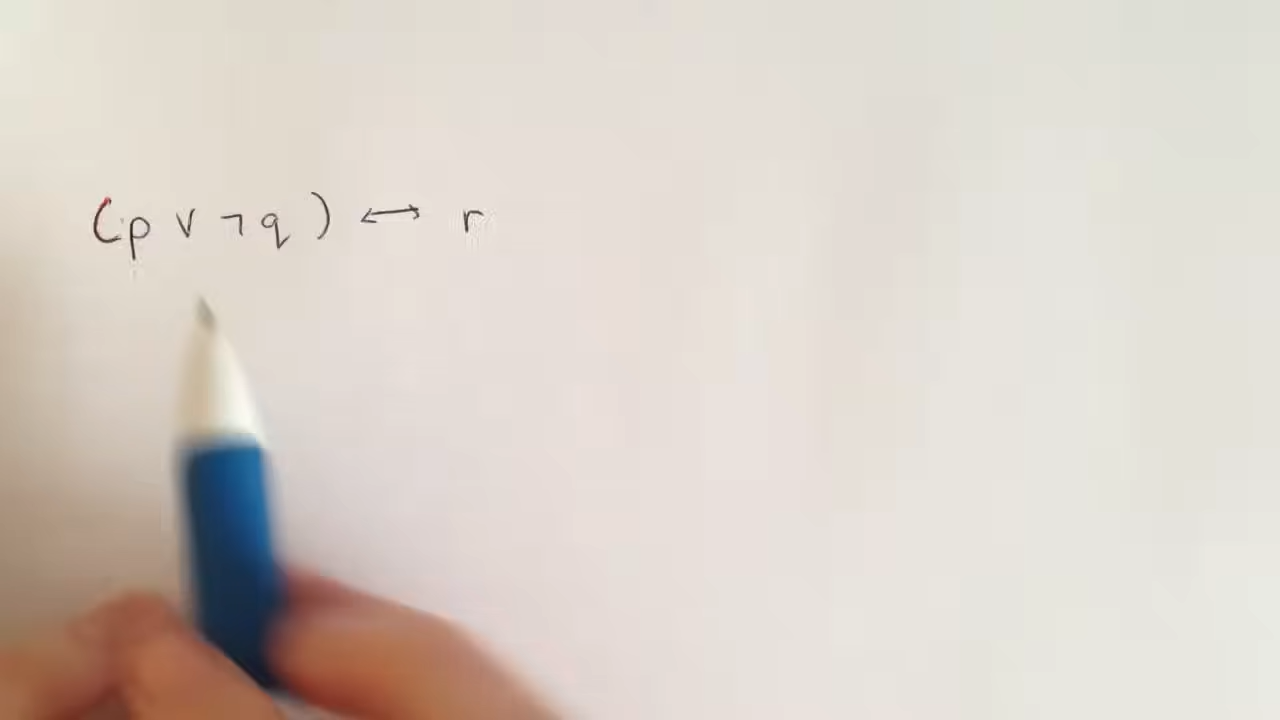 (p ∨ ¬q) ↔ r